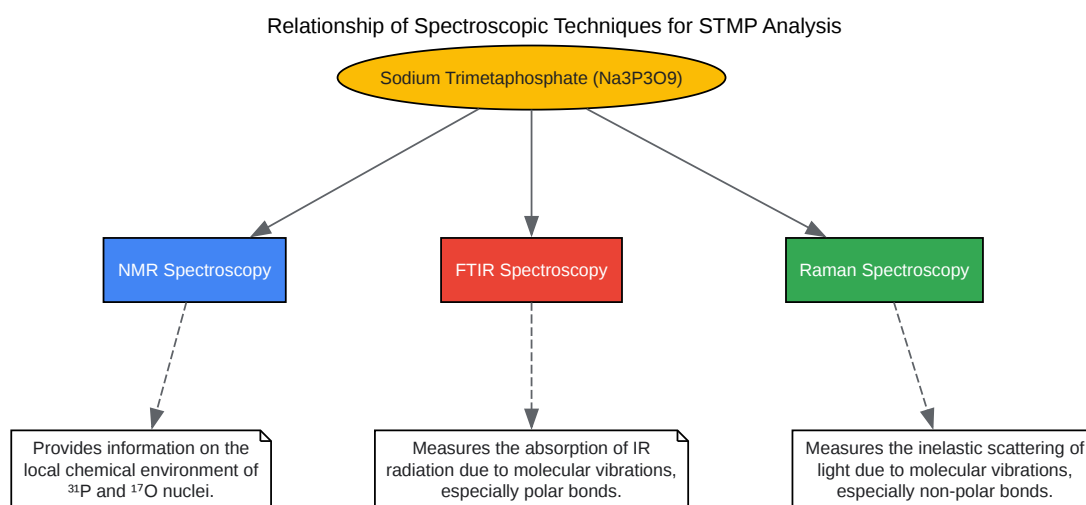 Relationship of Spectroscopic Techniques for STMP Analysis
Sodium Trimetaphosphate (Na3P3O9)
NMR Spectroscopy
FTIR Spectroscopy
Raman Spectroscopy
Provides information on the
local chemical environment of
³¹P and ¹⁷O nuclei.
Measures the absorption of IR
radiation due to molecular vibrations,
especially polar bonds.
Measures the inelastic scattering of
light due to molecular vibrations,
especially non-polar bonds.